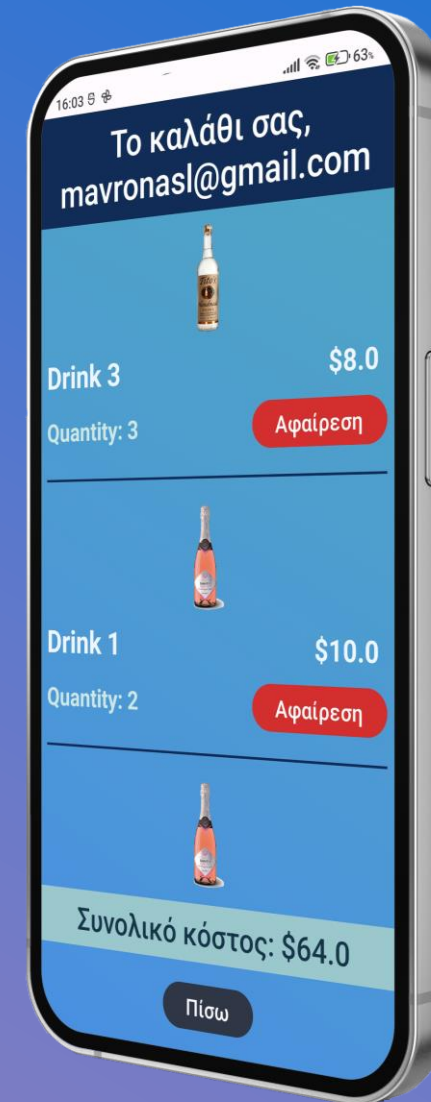 16:03
63%
Το καλάθι σας,
mavronasl@gmail.com
Tito's
Drink 3
$8.0
Quantity: 3
Αφαίρεση
Drink 1
$10.0
Quantity: 2
Αφαίρεση
Συνολικό κόστος: $64.0
Πίσω